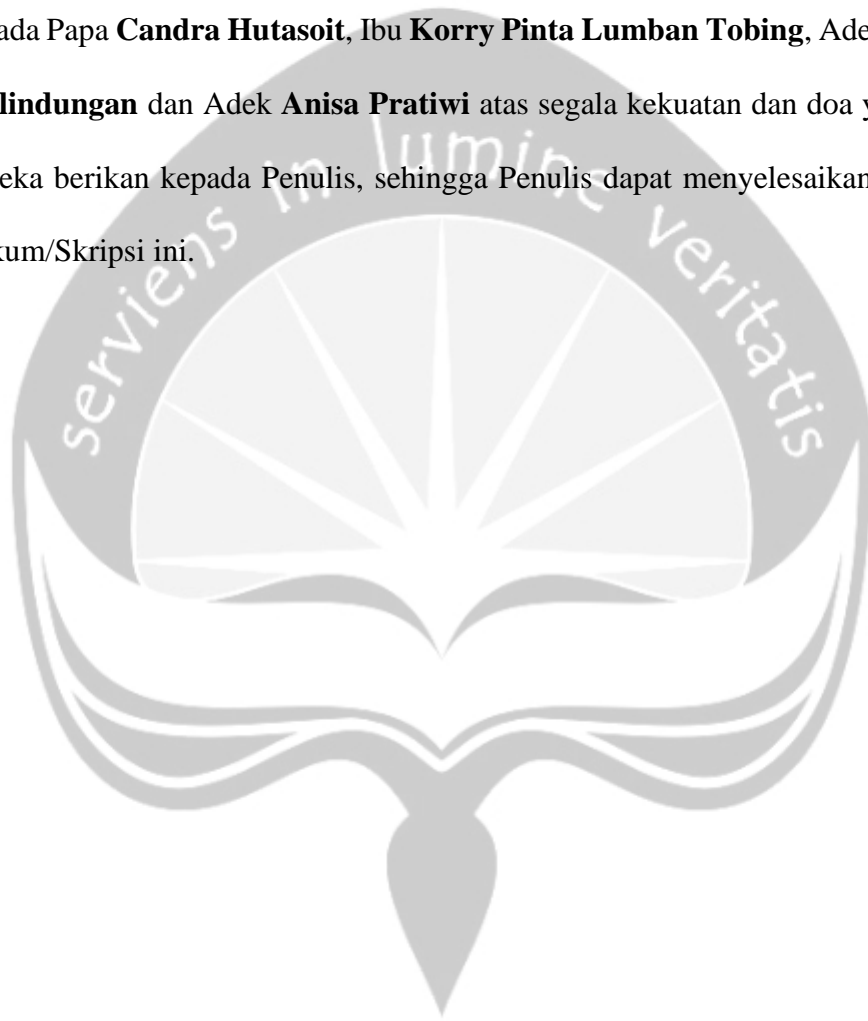 ada Papa Candra Hutasoit, Ibu Korry Pinta Lumban Tobing, Ade
lindungan dan Adek Anisa Pratiwi atas segala kekuatan dan doa y
eka berikan kepada Penulis, sehingga Penulis dapat menyelesaikan
kum/Skripsi ini.
serviens in lumine veritatis